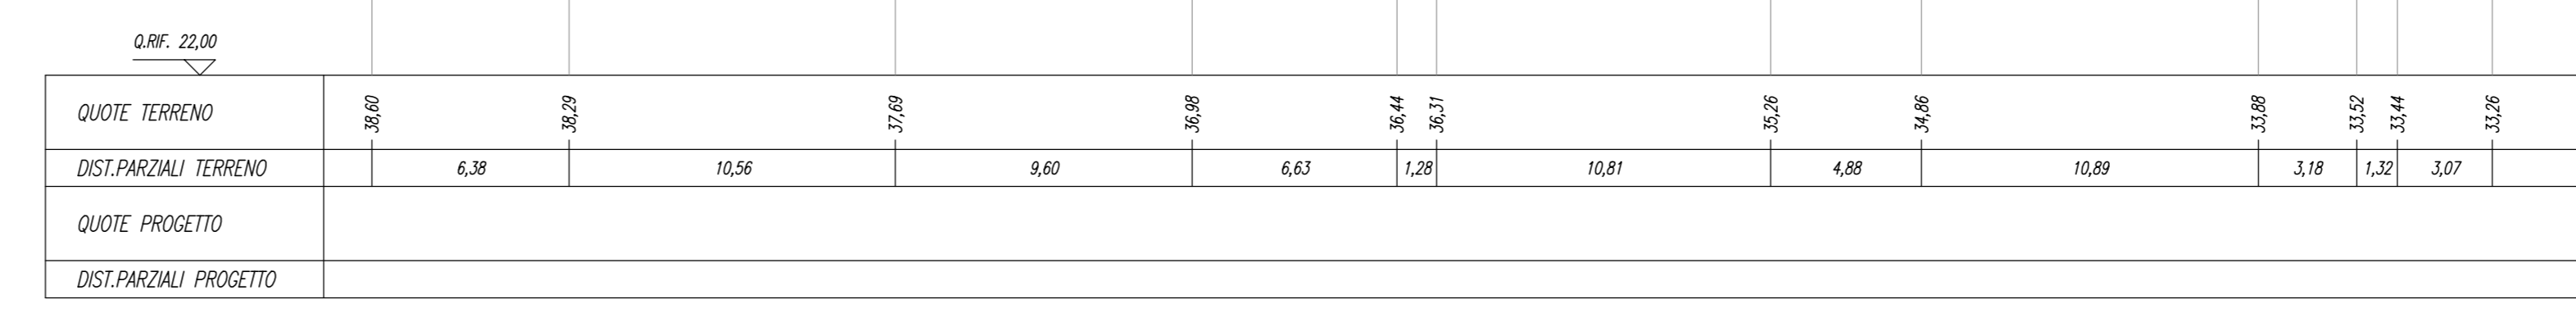 Q.RIF. 22,00
QUOTE TERRENO 38,60 38,29 37,69 36,98 36,44 36,31 35,26 34,86 33,88 33,52 33,44 33,26
DIST.PARZIALI TERRENO 6,38 10,56 9,60 6,63 1,28 10,81 4,88 10,89 3,18 1,32 3,07
QUOTE PROGETTO
DIST.PARZIALI PROGETTO